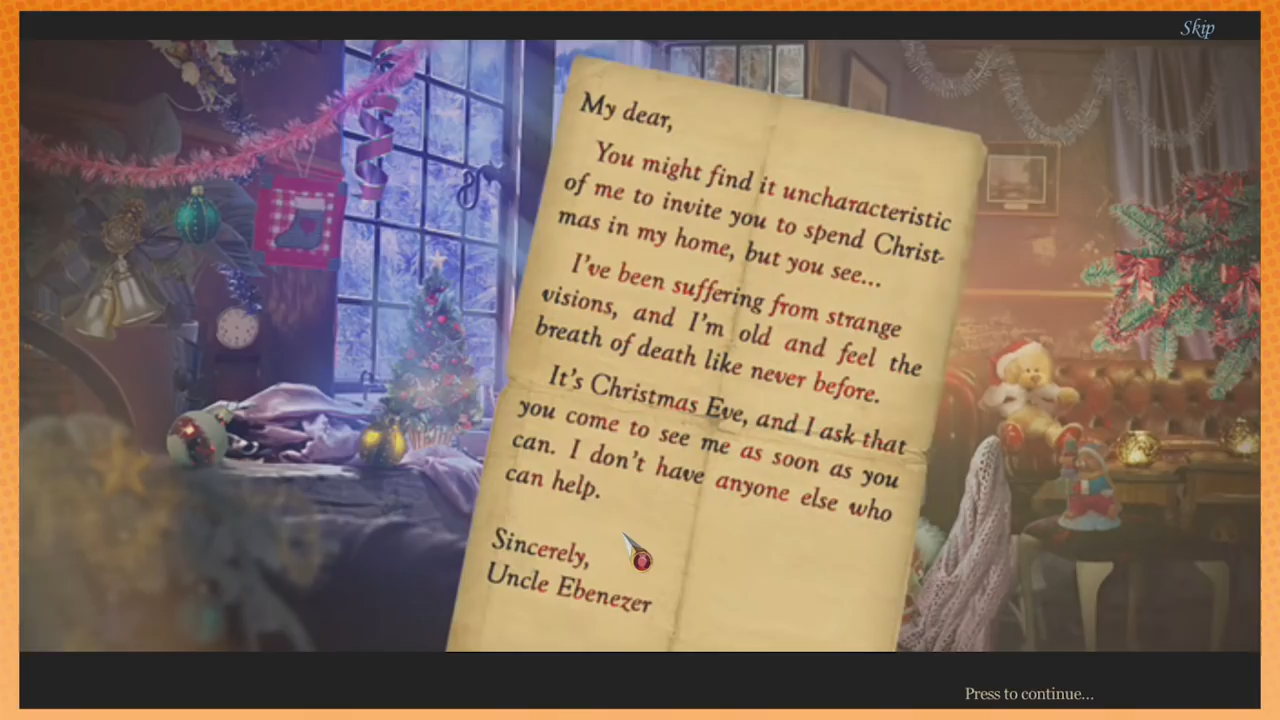 Skip
My dear,
You might find it uncharacteristic
of me to invite you to spend Christ-
mas in my home, but you see...
I've been suffering from strange
visions, and I'm old and feel the
breath of death like never before.
It's Christmas Eve, and I ask that
you come to see me as soon as you
can. I don't have anyone else who
can help.
Sincerely,
Uncle Ebenezer
Press to continue...